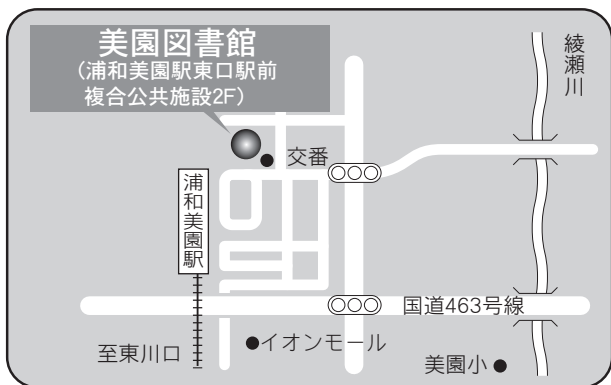 美園図書館
(浦和美園駅東口駅前
複合公共施設2F)
綾瀬川
交番
浦和美園駅
国道463号線
至東川口
●イオンモール
美園小●